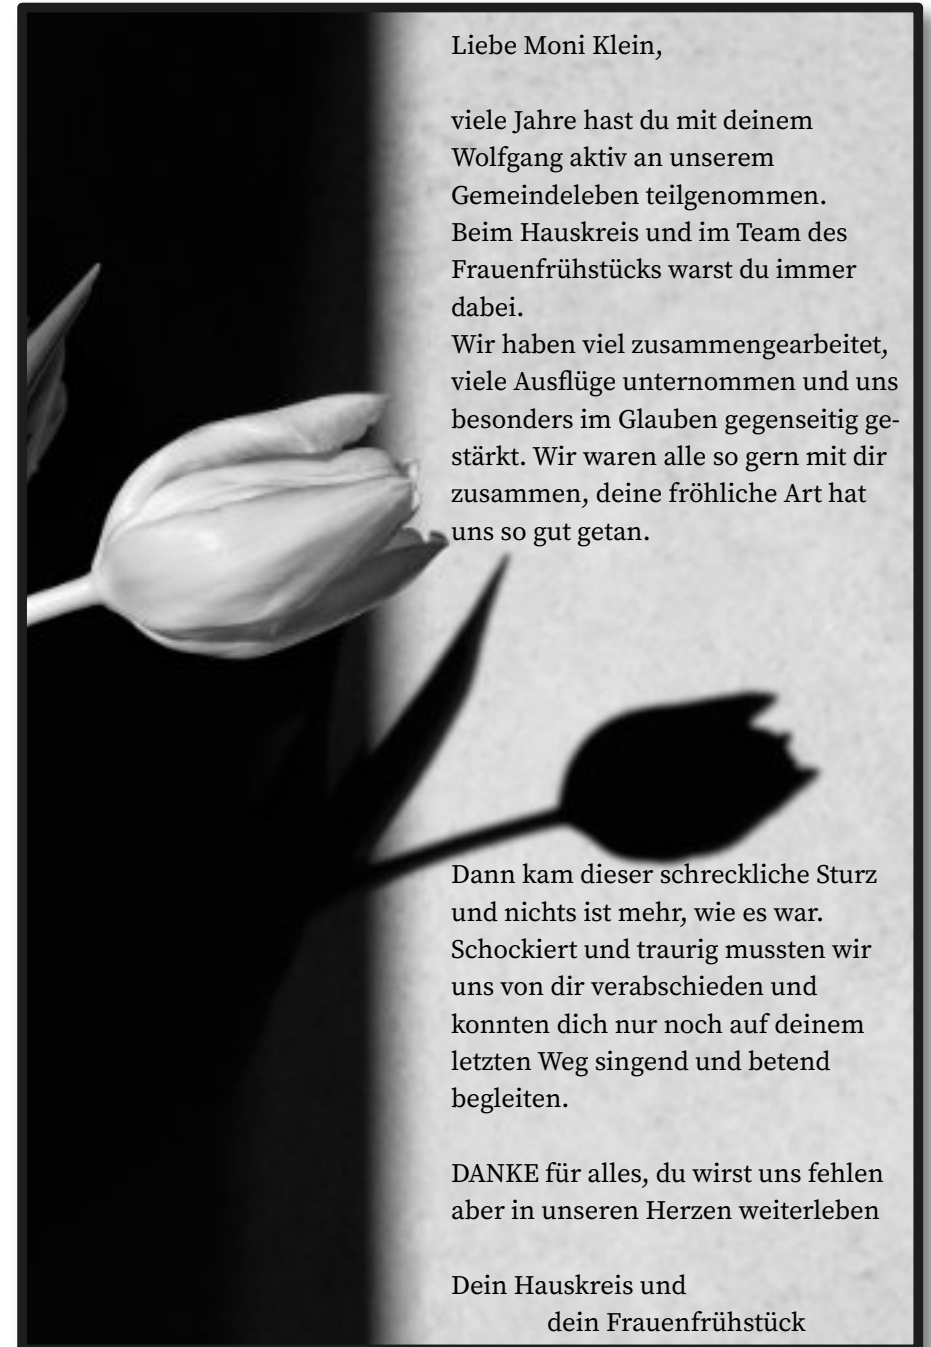 Liebe Moni Klein,
viele Jahre hast du mit deinem
Wolfgang aktiv an unserem
Gemeindeleben teilgenommen.
Beim Hauskreis und im Team des
Frauenfrühstücks warst du immer
dabei.
Wir haben viel zusammengearbeitet,
viele Ausflüge unternommen und uns
besonders im Glauben gegenseitig ge-
stärkt. Wir waren alle so gern mit dir
zusammen, deine fröhliche Art hat
uns so gut getan.
Dann kam dieser schreckliche Sturz
und nichts ist mehr, wie es war.
Schockiert und traurig mussten wir
uns von dir verabschieden und
konnten dich nur noch auf deinem
letzten Weg singend und betend
begleiten.
DANKE für alles, du wirst uns fehlen
aber in unseren Herzen weiterleben
Dein Hauskreis und
dein Frauenfrühstück